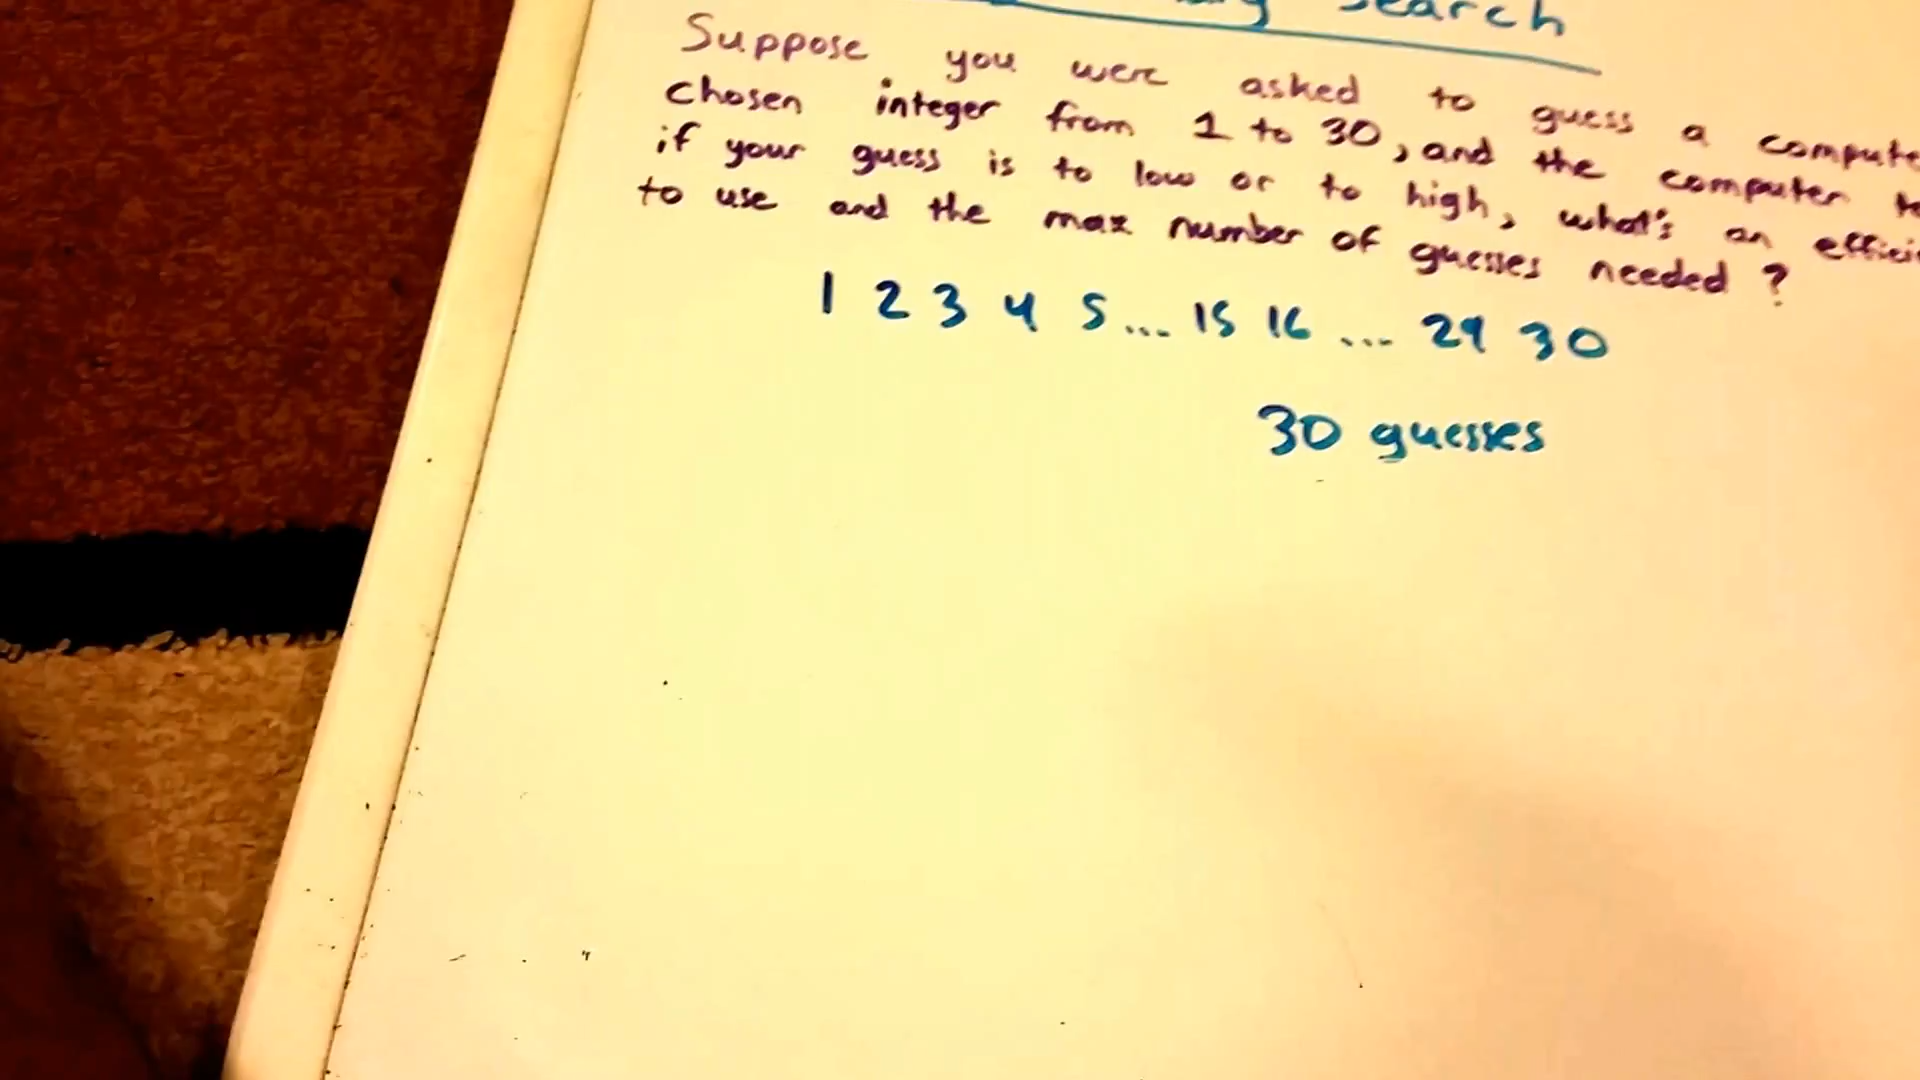 search
Suppose you were asked to guess a
chosen integer from 1 to 30, and the computer
if your guess is to low or to high, what's an
to use and the max number of guesses needed?
1 2 3 4 5... 15 16 ... 29 30
30 guesses